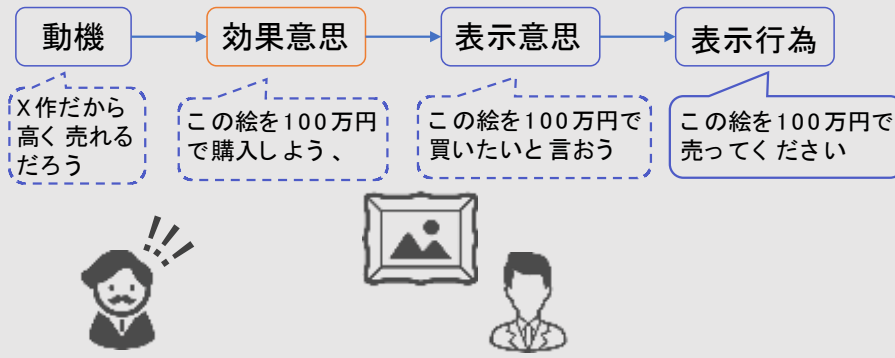 動機
効果意思
表示意思
表示行為
X作だから
高く売れる
だろう
この絵を100万円
で購入しよう、
この絵を100万円で
買いたいと言おう
この絵を100万円で
売ってください